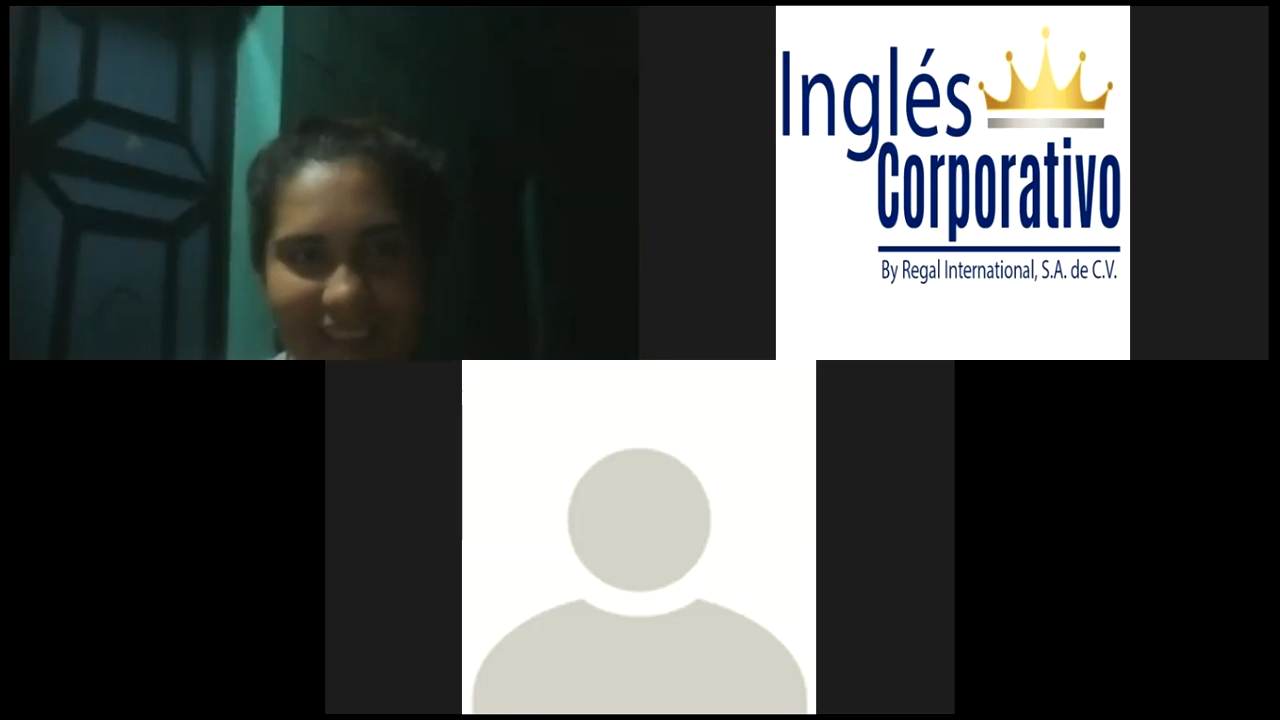 Inglés
Corporativo
By Regal International, S.A. de C.V.